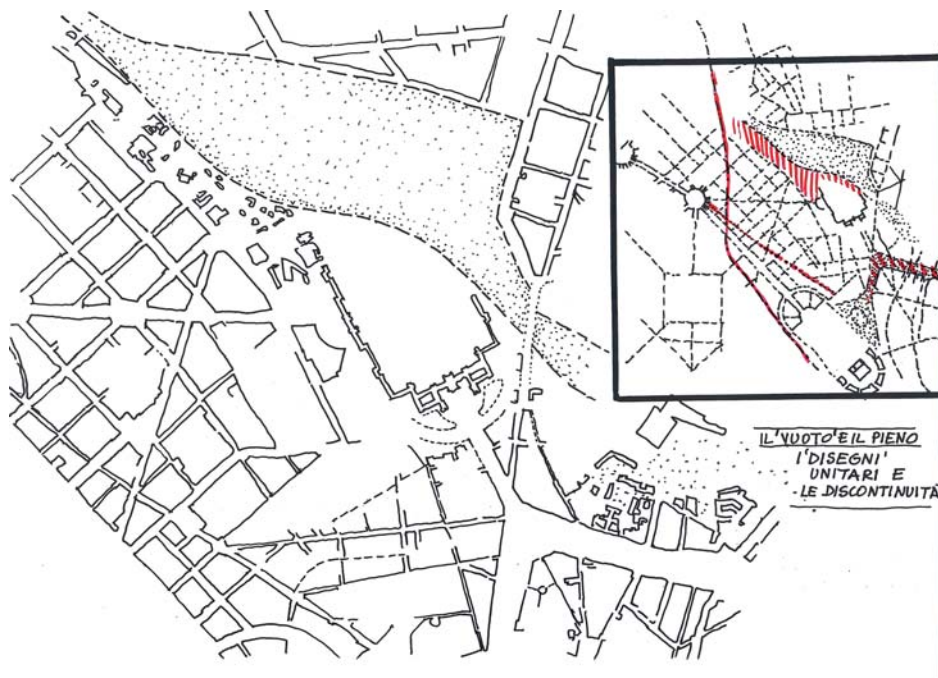 IL 'VUOTO' E IL PIENO
I 'DISEGNI'
UNITARI E
- LE DISCONTINUITÀ